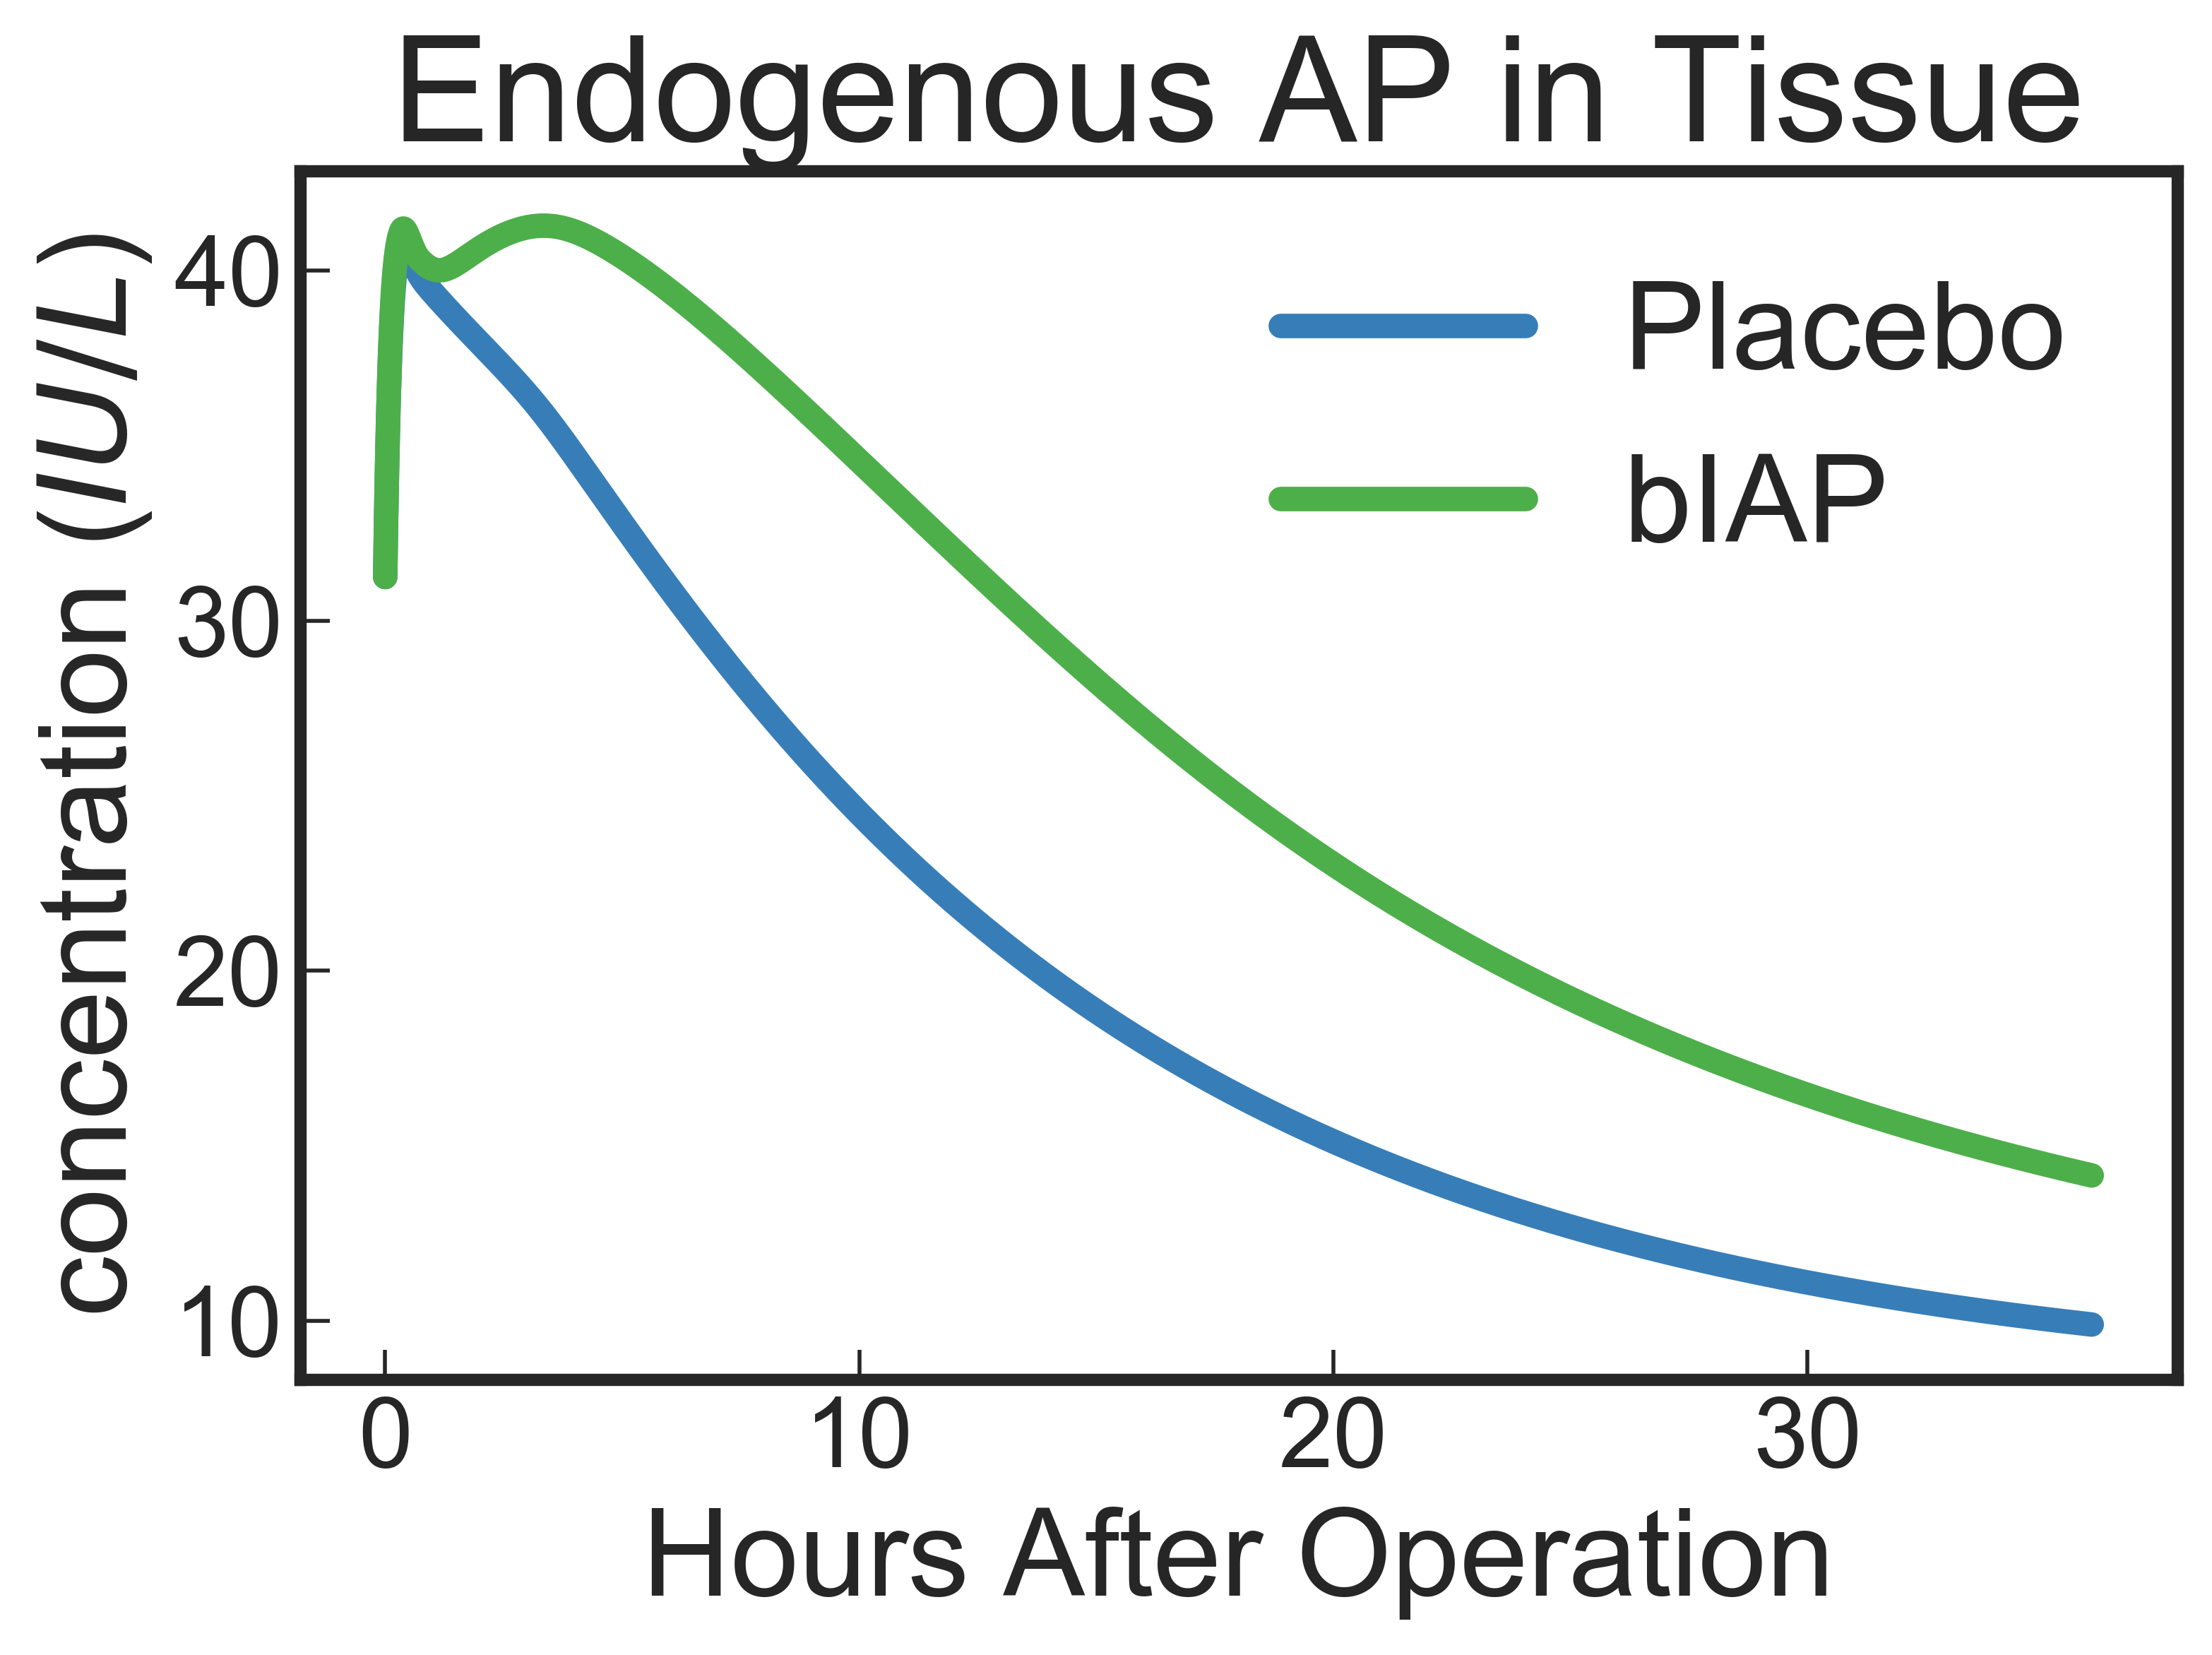 Endogenous AP in Tissue
concentration (IU/L)
40
30
20
10
Placebo
bIAP
0 10 20 30
Hours After Operation